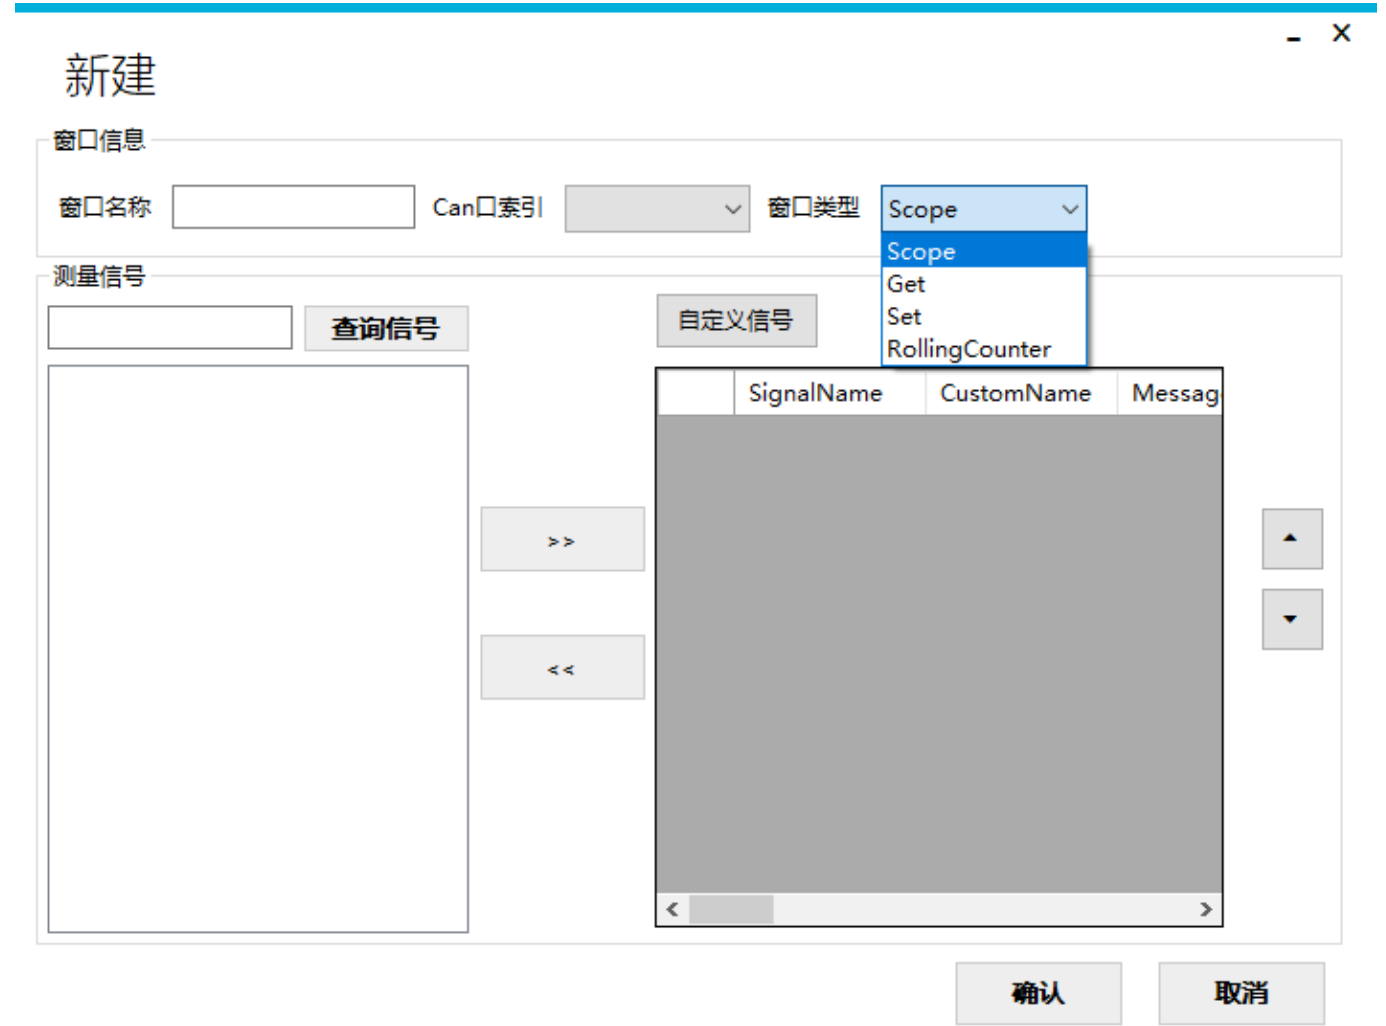 新建
窗口信息
窗口名称
Can口索引
窗口类型
Scope
Scope
Get
Set
RollingCounter
测量信号
查询信号
自定义信号
SignalName
CustomName
Messag
>>
<<
确认
取消